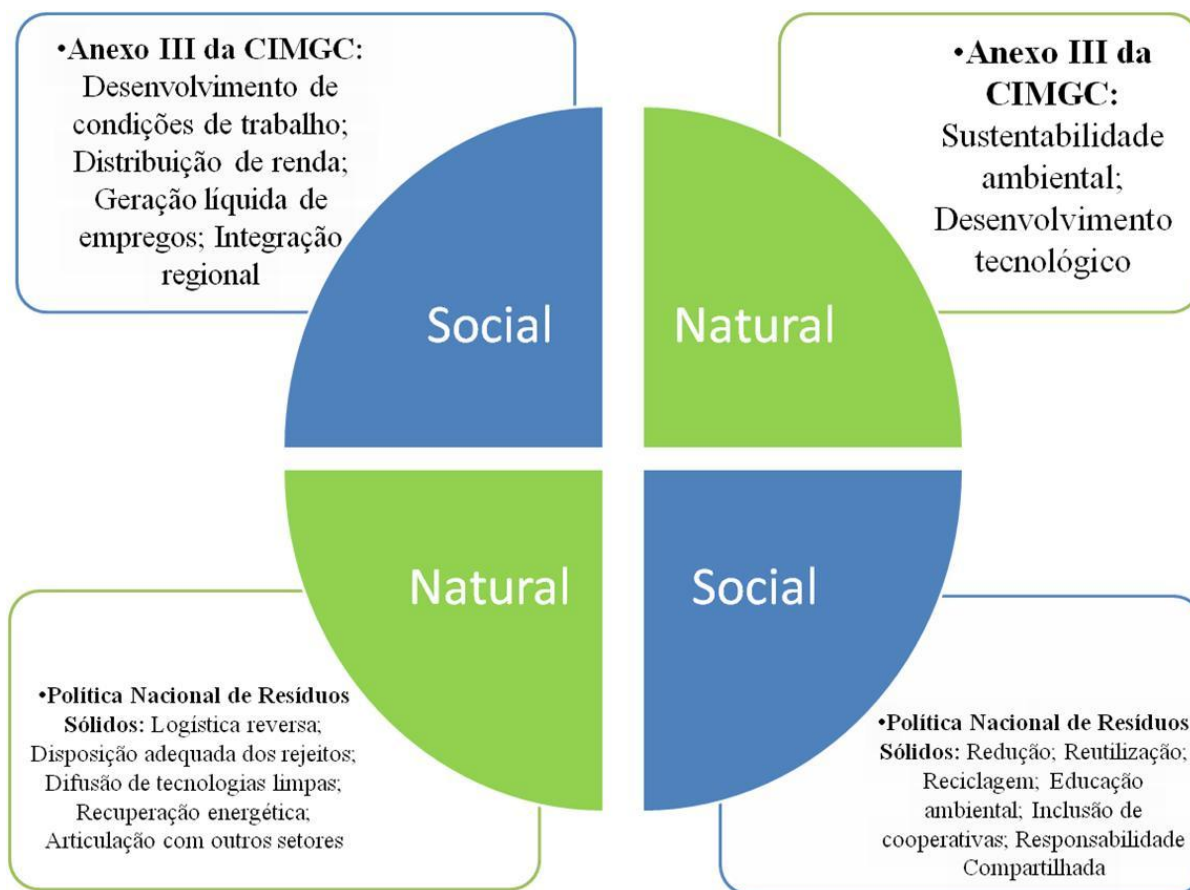 •Anexo III da CIMGC:
Desenvolvimento de
condições de trabalho;
Distribuição de renda;
Geração líquida de
empregos; Integração
regional
•Anexo III da
CIMGC:
Sustentabilidade
ambiental;
Desenvolvimento
tecnológico
Social
Natural
Natural
Social
•Política Nacional de Resíduos
Sólidos: Logística reversa;
Disposição adequada dos rejeitos;
Difusão de tecnologias limpas;
Recuperação energética;
Articulação com outros setores
•Política Nacional de Resíduos
Sólidos: Redução; Reutilização;
Reciclagem; Educação
ambiental; Inclusão de
cooperativas; Responsabilidade
Compartilhada